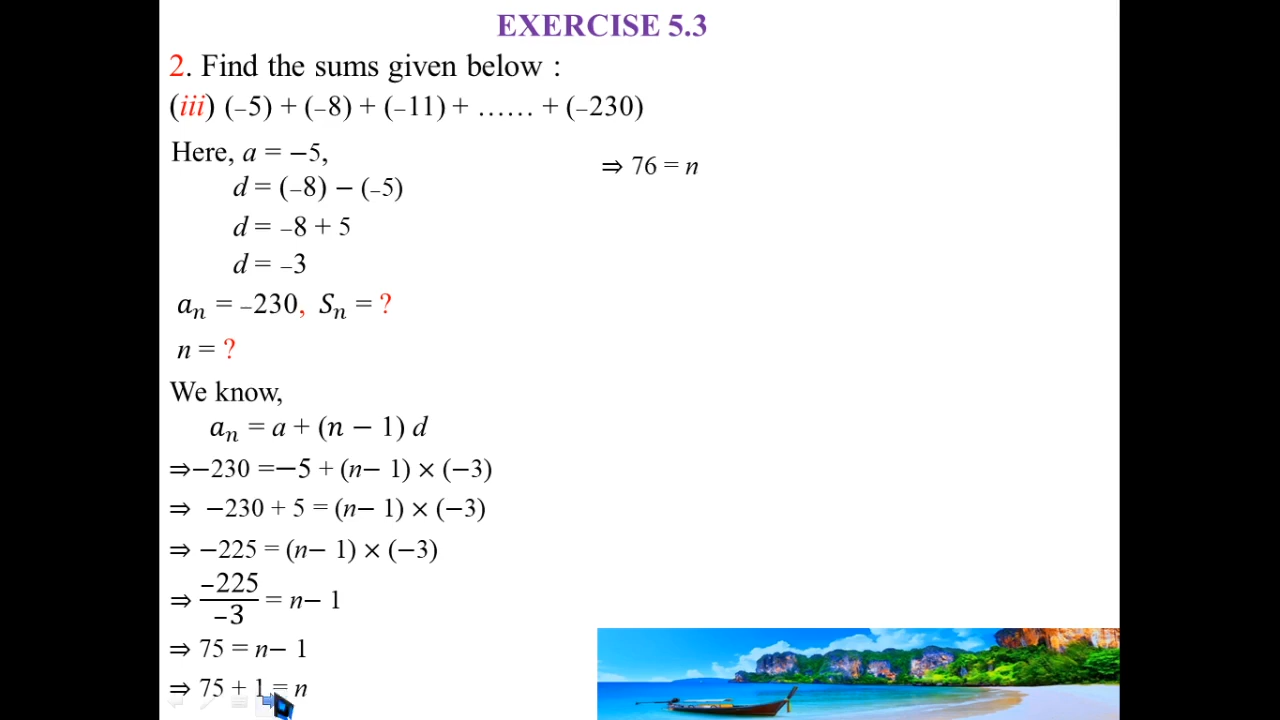 EXERCISE 5.3
2. Find the sums given below :
(iii) (–5) + (–8) + (–11) + …… + (–230)
Here, a = −5,
d = (–8) − (–5)
d = –8 + 5
d = –3
aₙ = –230, Sₙ = ?
n = ?
We know,
aₙ = a + (n − 1) d
⇒−230 =−5 + (n− 1) × (−3)
⇒ −230 + 5 = (n− 1) × (−3)
⇒ −225 = (n− 1) × (−3)
⇒ −225/−3 = n− 1
⇒ 75 = n− 1
⇒ 75 + 1 = n
⇒ 76 = n